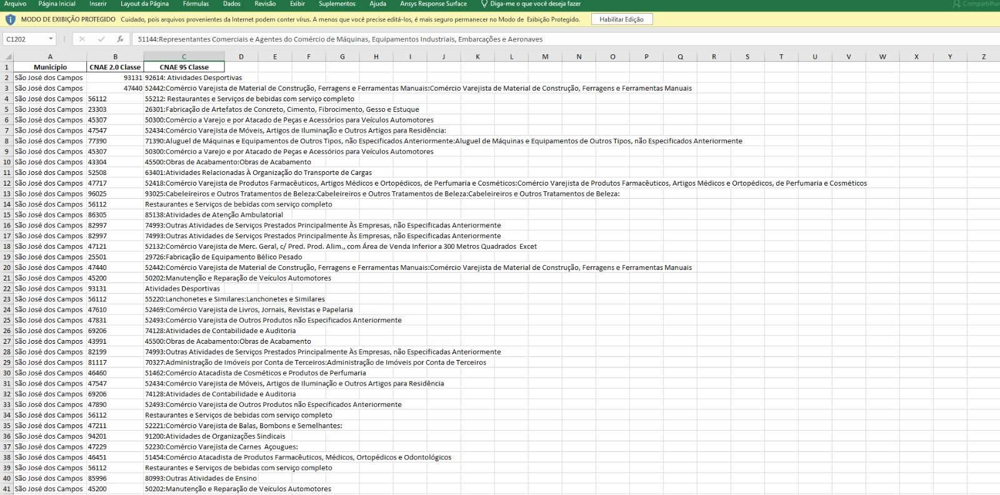 Arquivo Página Inicial Inserir Layout da Página Fórmulas Dados Revisão Exibir Suplementos Ajuda Ansys Response Surface Diga-me o que você deseja fazer Compartilhar
MODO DE EXIBIÇÃO PROTEGIDO Cuidado, pois arquivos provenientes da Internet podem conter vírus. A menos que você precise editá-los, é mais seguro permanecer no Modo de Exibição Protegido. Habilitar Edição
C1202 fx 51144:Representantes Comerciais e Agentes do Comércio de Máquinas, Equipamentos Industriais, Embarcações e Aeronaves
A B C D E F G H I J K L M N O P Q R S T U V W X Y Z
1 Município CNAE 2.0 Classe CNAE 95 Classe
2 São José dos Campos 93131 92614: Atividades Desportivas
3 São José dos Campos 47440 52442:Comércio Varejista de Material de Construção, Ferragens e Ferramentas Manuais:Comércio Varejista de Material de Construção, Ferragens e Ferramentas Manuais
4 São José dos Campos 56112 55212: Restaurantes e Serviços de bebidas com serviço completo
5 São José dos Campos 23303 26301:Fabricação de Artefatos de Concreto, Cimento, Fibrocimento, Gesso e Estuque
6 São José dos Campos 45307 50300:Comércio a Varejo e por Atacado de Peças e Acessórios para Veículos Automotores
7 São José dos Campos 47547 52434:Comércio Varejista de Móveis, Artigos de Iluminação e Outros Artigos para Residência:
8 São José dos Campos 77390 71390:Aluguel de Máquinas e Equipamentos de Outros Tipos, não Especificados Anteriormente:Aluguel de Máquinas e Equipamentos de Outros Tipos, não Especificados Anteriormente
9 São José dos Campos 45307 50300:Comércio a Varejo e por Atacado de Peças e Acessórios para Veículos Automotores
10 São José dos Campos 43304 45500:Obras de Acabamento:Obras de Acabamento
11 São José dos Campos 52508 63401:Atividades Relacionadas À Organização do Transporte de Cargas
12 São José dos Campos 47717 52418:Comércio Varejista de Produtos Farmacêuticos, Artigos Médicos e Ortopédicos, de Perfumaria e Cosméticos:Comércio Varejista de Produtos Farmacêuticos, Artigos Médicos e Ortopédicos, de Perfumaria e Cosméticos
13 São José dos Campos 96025 93025:Cabeleireiros e Outros Tratamentos de Beleza:Cabeleireiros e Outros Tratamentos de Beleza:Cabeleireiros e Outros Tratamentos de Beleza:
14 São José dos Campos 56112 Restaurantes e Serviços de bebidas com serviço completo
15 São José dos Campos 86305 85138:Atividades de Atenção Ambulatorial
16 São José dos Campos 82997 74993:Outras Atividades de Serviços Prestados Principalmente Às Empresas, não Especificadas Anteriormente
17 São José dos Campos 82997 74993:Outras Atividades de Serviços Prestados Principalmente Às Empresas, não Especificadas Anteriormente
18 São José dos Campos 47121 52132:Comércio Varejista de Merc. Geral, c/ Pred. Prod. Alim., com Área de Venda Inferior a 300 Metros Quadrados Excet
19 São José dos Campos 25501 29726:Fabricação de Equipamento Bélico Pesado
20 São José dos Campos 47440 52442:Comércio Varejista de Material de Construção, Ferragens e Ferramentas Manuais:Comércio Varejista de Material de Construção, Ferragens e Ferramentas Manuais
21 São José dos Campos 45200 50202:Manutenção e Reparação de Veículos Automotores
22 São José dos Campos 93131 Atividades Desportivas
23 São José dos Campos 56112 55220:Lanchonetes e Similares:Lanchonetes e Similares
24 São José dos Campos 47610 52469:Comércio Varejista de Livros, Jornais, Revistas e Papelaria
25 São José dos Campos 47831 52493:Comércio Varejista de Outros Produtos não Especificados Anteriormente
26 São José dos Campos 69206 74128:Atividades de Contabilidade e Auditoria
27 São José dos Campos 43991 45500:Obras de Acabamento:Obras de Acabamento
28 São José dos Campos 82199 74993:Outras Atividades de Serviços Prestados Principalmente Às Empresas, não Especificadas Anteriormente
29 São José dos Campos 81117 70327:Administração de Imóveis por Conta de Terceiros:Administração de Imóveis por Conta de Terceiros
30 São José dos Campos 46460 51462:Comércio Atacadista de Cosméticos e Produtos de Perfumaria
31 São José dos Campos 47547 52434:Comércio Varejista de Móveis, Artigos de Iluminação e Outros Artigos para Residência
32 São José dos Campos 69206 74128:Atividades de Contabilidade e Auditoria
33 São José dos Campos 47890 52493:Comércio Varejista de Outros Produtos não Especificados Anteriormente
34 São José dos Campos 56112 Restaurantes e Serviços de bebidas com serviço completo
35 São José dos Campos 47211 52221:Comércio Varejista de Balas, Bombons e Semelhantes:
36 São José dos Campos 94201 91200:Atividades de Organizações Sindicais
37 São José dos Campos 47229 52230:Comércio Varejista de Carnes Açougues:
38 São José dos Campos 46451 51454:Comércio Atacadista de Produtos Farmacêuticos, Médicos, Ortopédicos e Odontológicos
39 São José dos Campos 56112 Restaurantes e Serviços de bebidas com serviço completo
40 São José dos Campos 85996 80993:Outras Atividades de Ensino
41 São José dos Campos 45200 50202:Manutenção e Reparação de Veículos Automotores